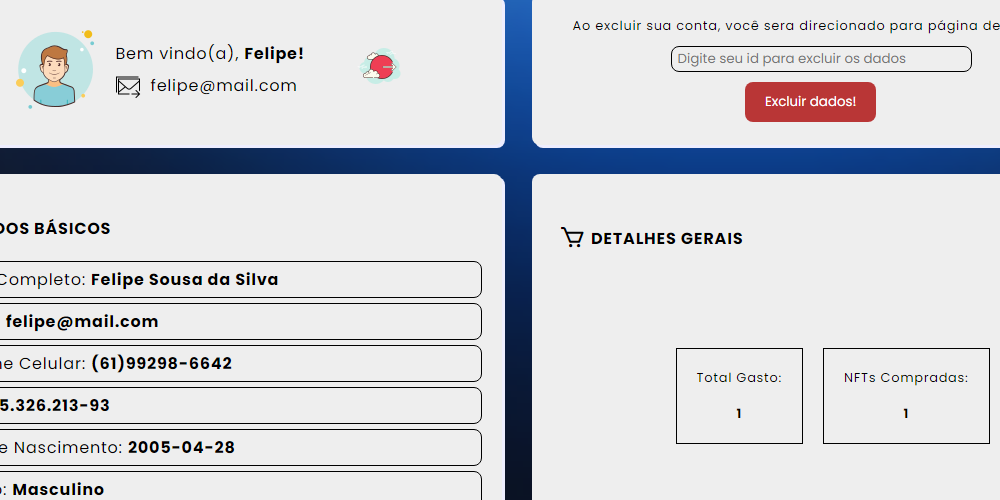 Bem vindo(a), Felipe!
felipe@mail.com
Ao excluir sua conta, você sera direcionado para página de
Digite seu id para excluir os dados
Excluir dados!
DOS BÁSICOS
Completo: Felipe Sousa da Silva
felipe@mail.com
ne Celular: (61)99298-6642
5.326.213-93
e Nascimento: 2005-04-28
o: Masculino
DETALHES GERAIS
Total Gasto:
1
NFTs Compradas:
1